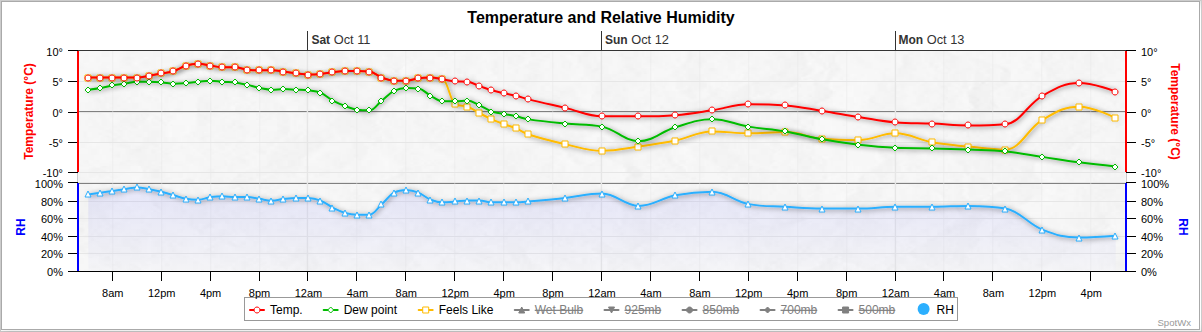 Temperature and Relative Humidity
Sat Oct 11 Sun Oct 12 Mon Oct 13
10° 10°
5° 5°
0° 0°
-5° -5°
-10° -10°
Temperature (°C) Temperature (°C)
100% 100%
80% 80%
60% 60%
40% 40%
20% 20%
0% 0%
RH RH
8am 12pm 4pm 8pm 12am 4am 8am 12pm 4pm 8pm 12am 4am 8am 12pm 4pm 8pm 12am 4am 8am 12pm 4pm
Temp. Dew point Feels Like Wet Bulb 925mb 850mb 700mb 500mb RH
SpotWx